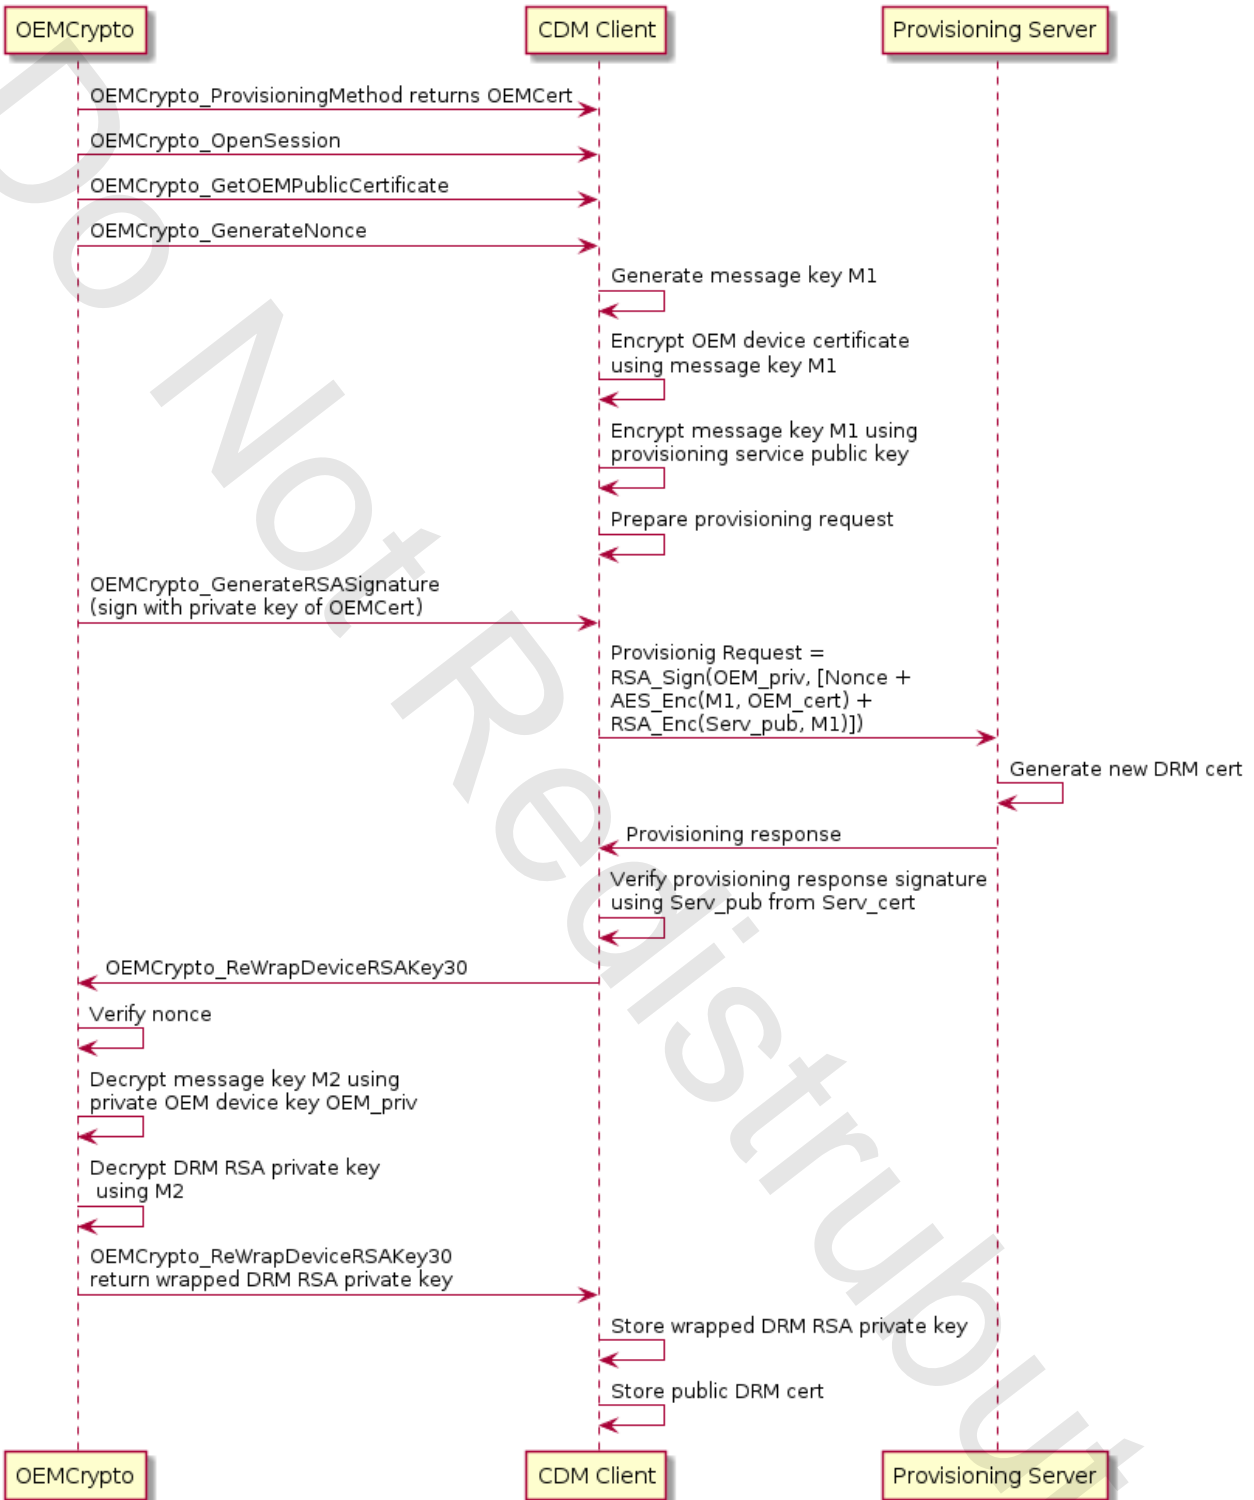 OEMCrypto
CDM Client
Provisioning Server
OEMCrypto_ProvisioningMethod returns OEMCert
OEMCrypto_OpenSession
OEMCrypto_GetOEMPublicCertificate
OEMCrypto_GenerateNonce
Generate message key M1
Encrypt OEM device certificate
using message key M1
Encrypt message key M1 using
provisioning service public key
Prepare provisioning request
OEMCrypto_GenerateRSASignature
(sign with private key of OEMCert)
Provisionig Request =
RSA_Sign(OEM_priv, [Nonce +
AES_Enc(M1, OEM_cert) +
RSA_Enc(Serv_pub, M1)])
Generate new DRM cert
Provisioning response
Verify provisioning response signature
using Serv_pub from Serv_cert
OEMCrypto_ReWrapDeviceRSAKey30
Verify nonce
Decrypt message key M2 using
private OEM device key OEM_priv
Decrypt DRM RSA private key
using M2
OEMCrypto_ReWrapDeviceRSAKey30
return wrapped DRM RSA private key
Store wrapped DRM RSA private key
Store public DRM cert
OEMCrypto
CDM Client
Provisioning Server
Do Not Redistribut